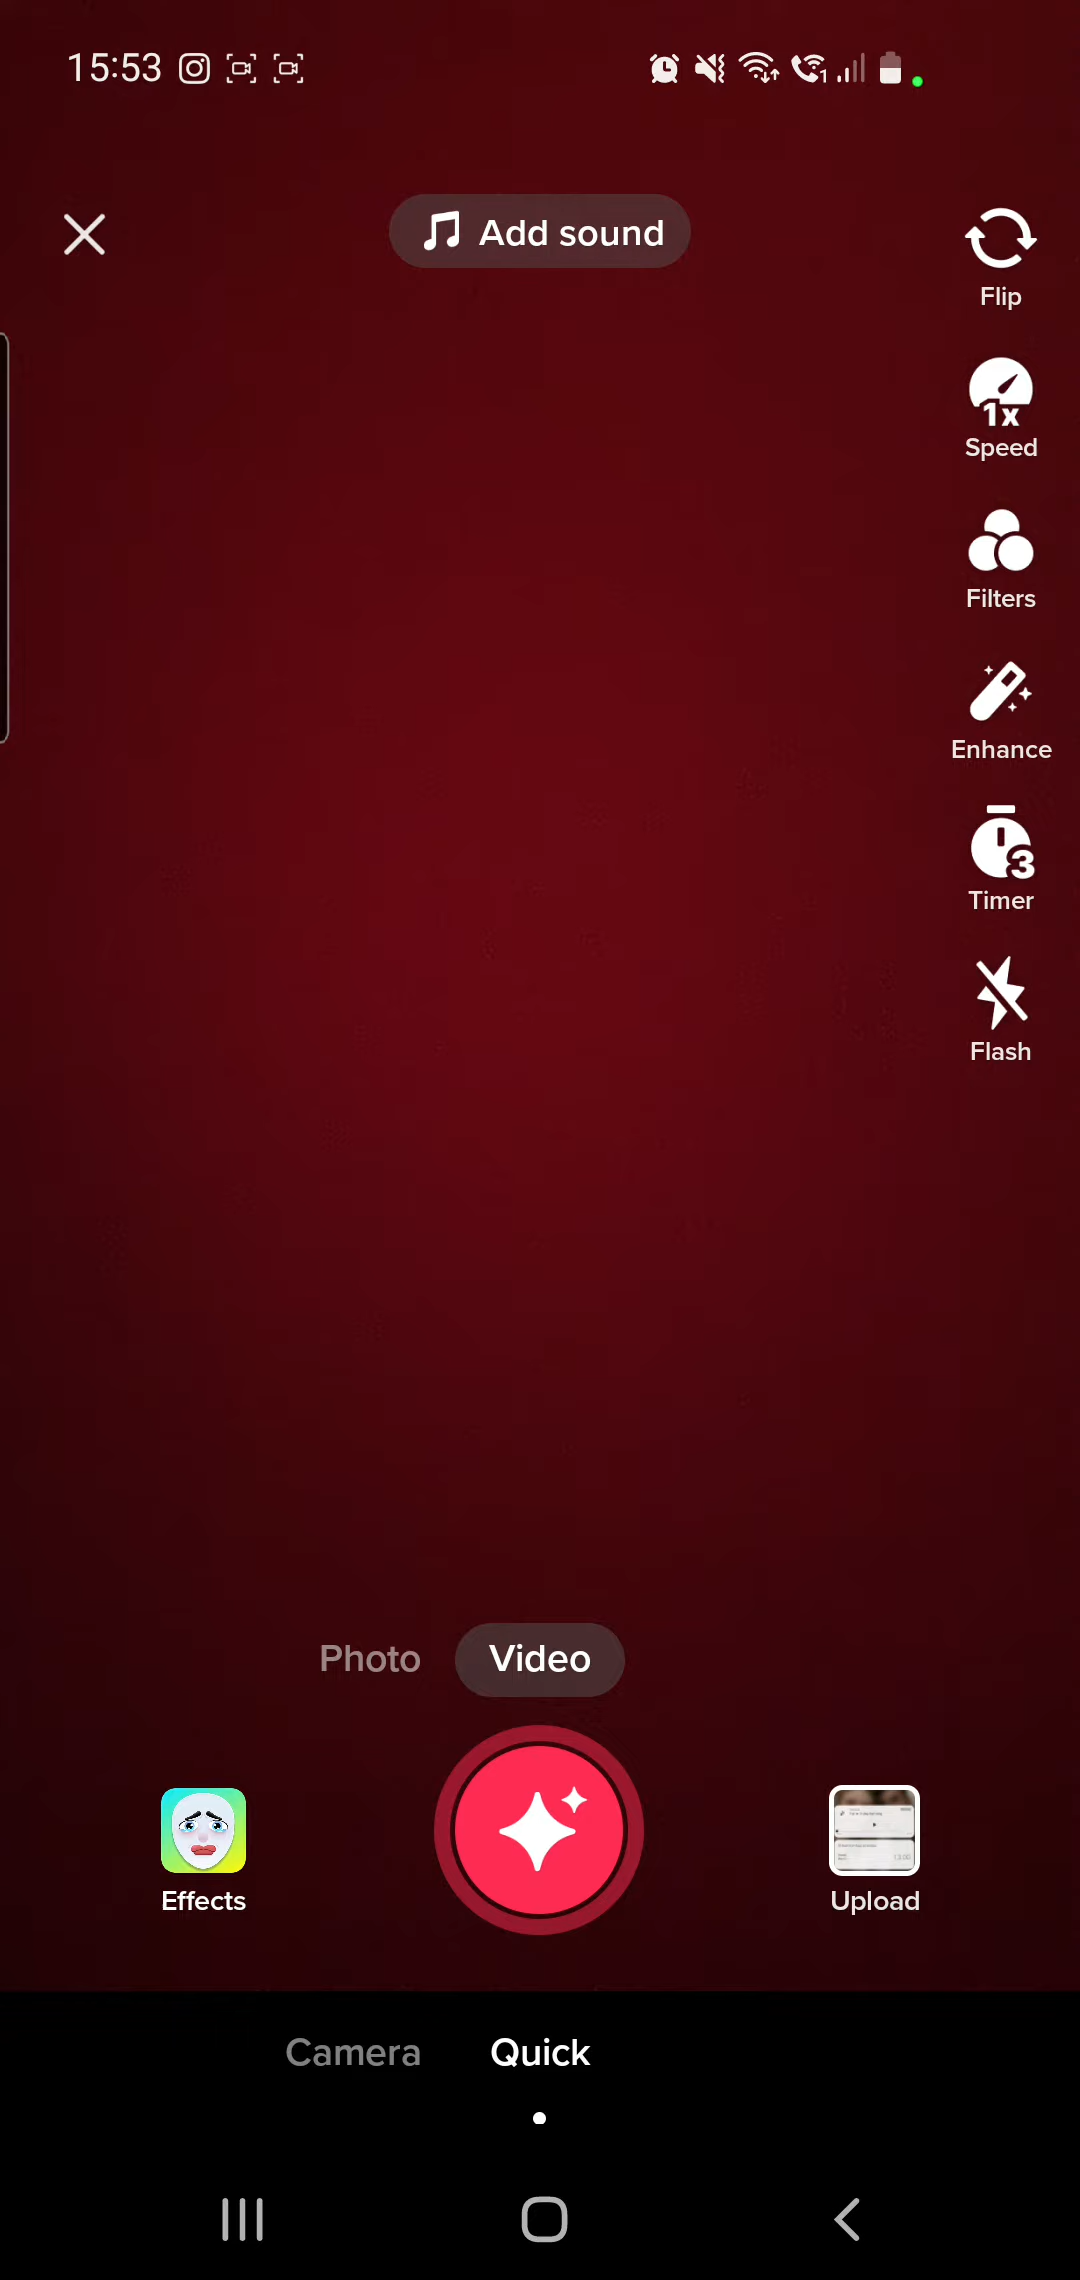 15:53
Add sound
Flip
1x
Speed
Filters
Enhance
3
Timer
Flash
Photo
Video
Effects
Upload
Camera
Quick